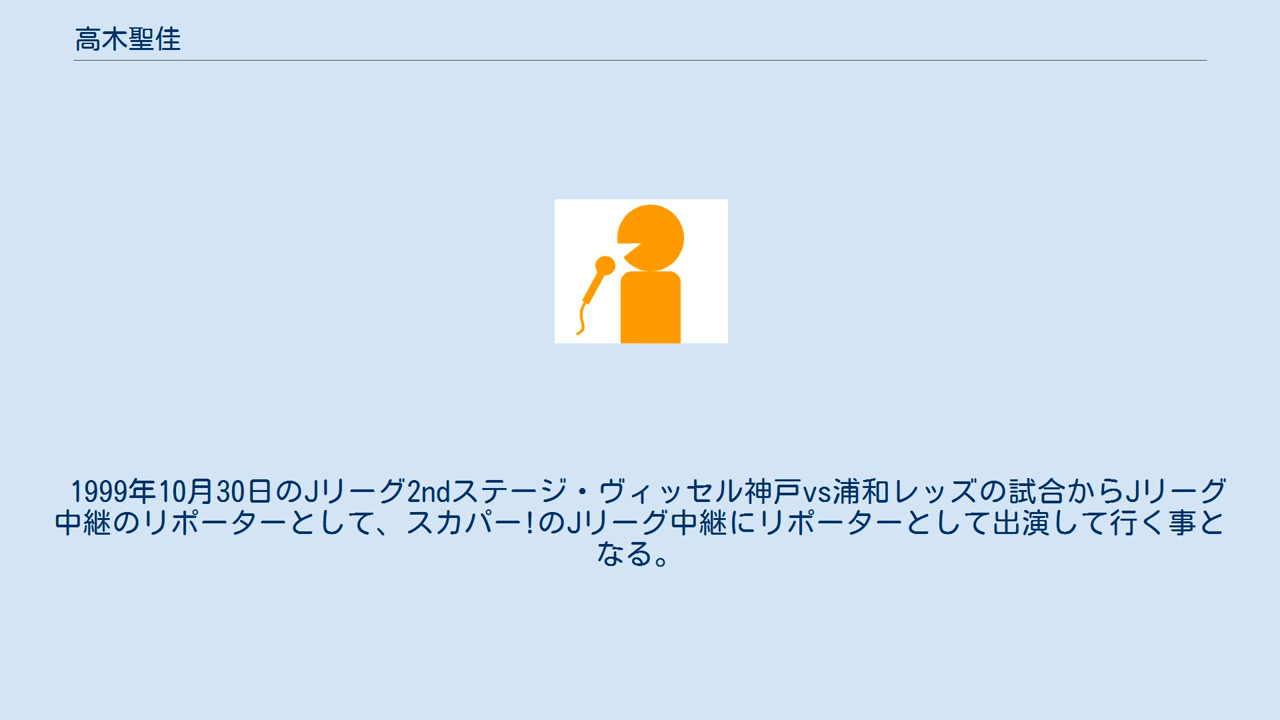 高木聖佳
1999年10月30日のJリーグ2ndステージ・ヴィッセル神戸vs浦和レッズの試合からJリーグ
中継のリポーターとして、スカパー!のJリーグ中継にリポーターとして出演して行く事と
なる。